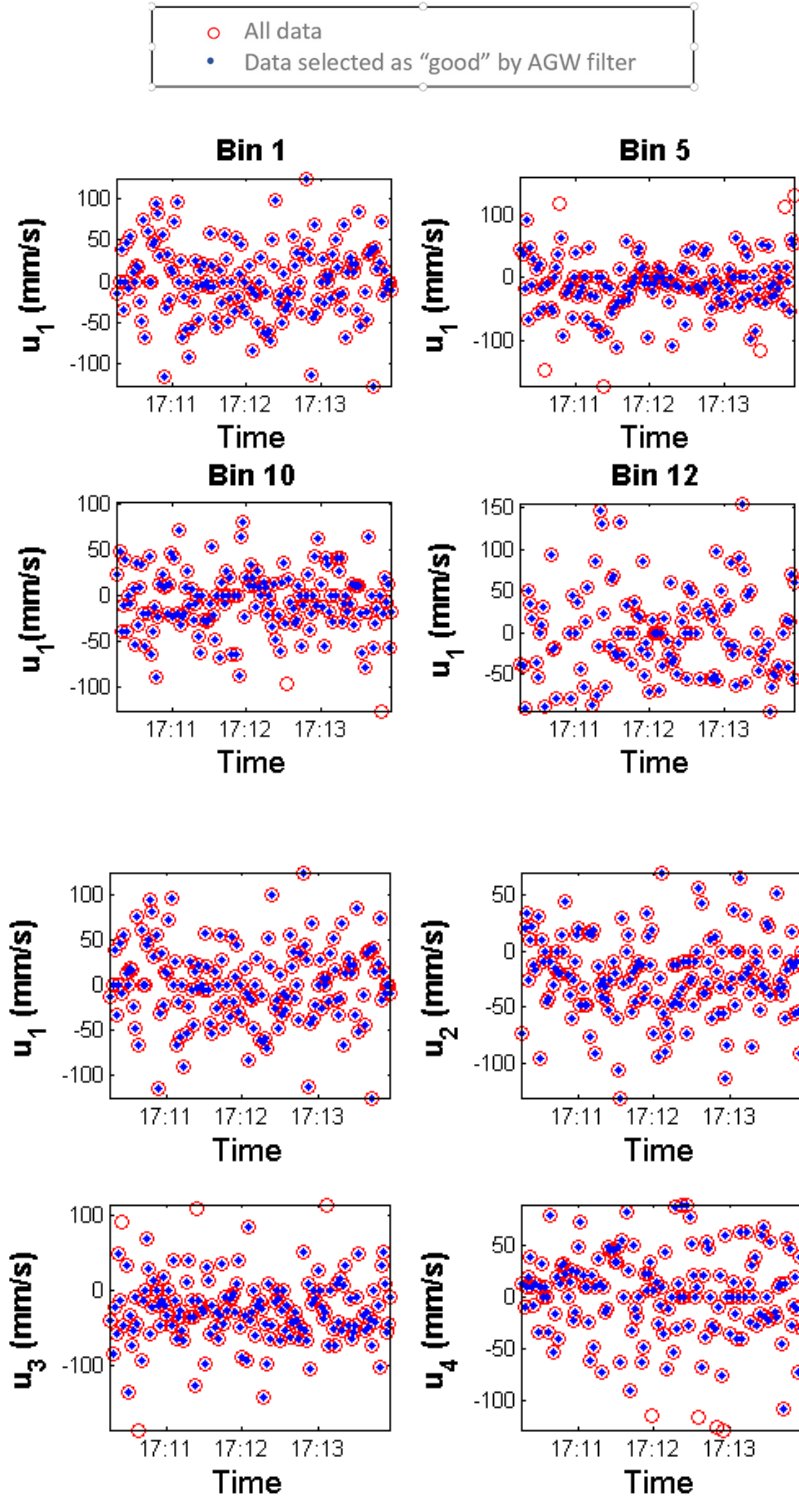 All data
Data selected as “good” by AGW filter
Bin 1
Bin 5
100
50
0
-50
-100
u1 (mm/s)
17:11 17:12 17:13
Time
100
0
-100
u1 (mm/s)
17:11 17:12 17:13
Time
Bin 10
Bin 12
100
50
0
-50
-100
u1(mm/s)
17:11 17:12 17:13
Time
150
100
50
0
-50
u1 (mm/s)
17:11 17:12 17:13
Time
100
50
0
-50
-100
u1 (mm/s)
17:11 17:12 17:13
Time
50
0
-50
-100
u2 (mm/s)
17:11 17:12 17:13
Time
100
0
-100
u3 (mm/s)
17:11 17:12 17:13
Time
50
0
-50
-100
u4 (mm/s)
17:11 17:12 17:13
Time